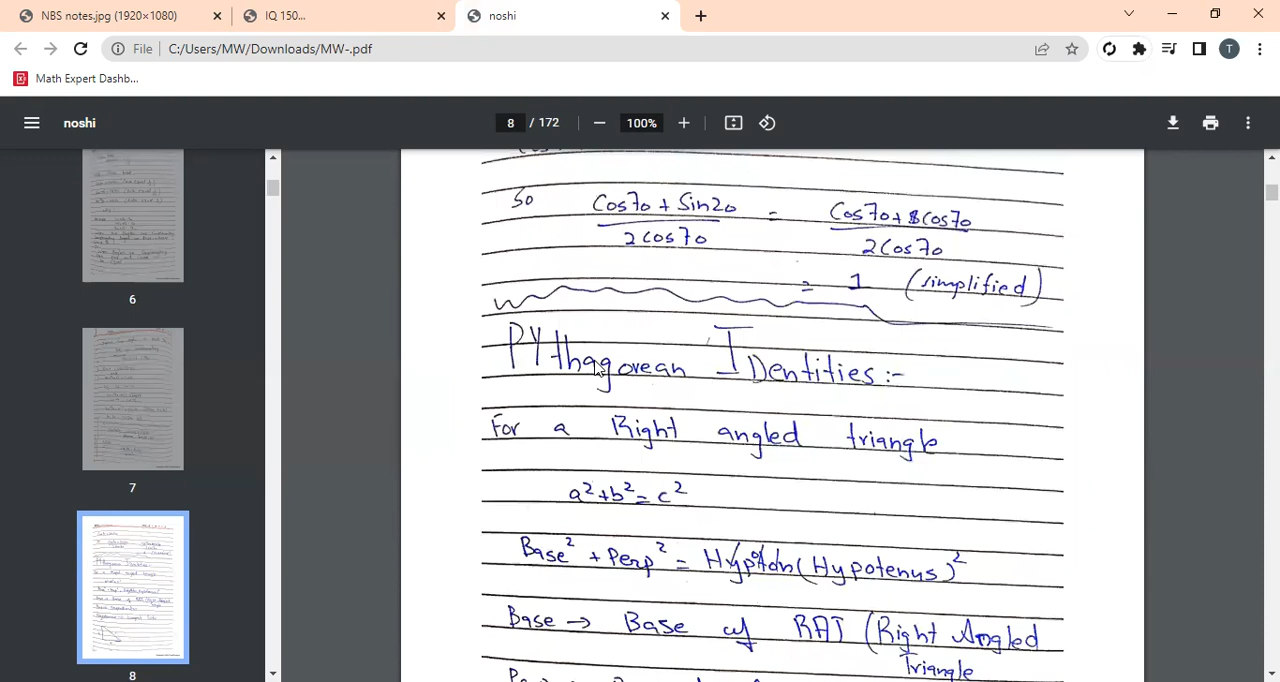 NBS notes.jpg (1920×1080)
IQ 150...
noshi
File
C:/Users/MW/Downloads/MW-.pdf
T
Math Expert Dashb...
noshi
8 / 172
100%
6
7
8
So Cos70 + Sin20 / 2Cos70 = Cos70 + Cos70 / 2Cos70
= 1 (simplified)
PYthagorean IDentities:-
For a Right angled triangle
a² + b² = c²
Base² + Perp² = (Hypotenus)²
Base → Base of RAT (Right Angled
Triangle